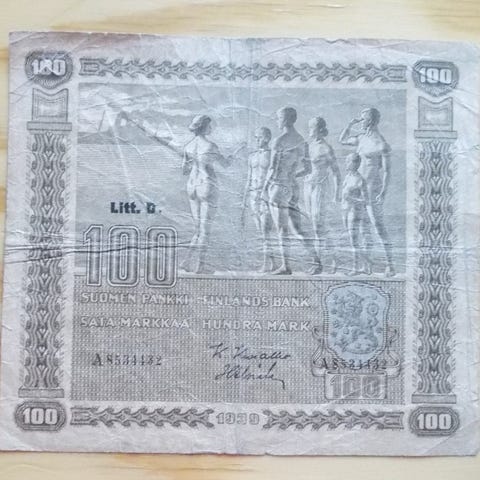 100 100
Litt. D.
100
SUOMEN PANKKI - FINLANDS BANK
SATA MARKKAA HUNDRA MARK
A8534432 A8534432
100
100 1939 100